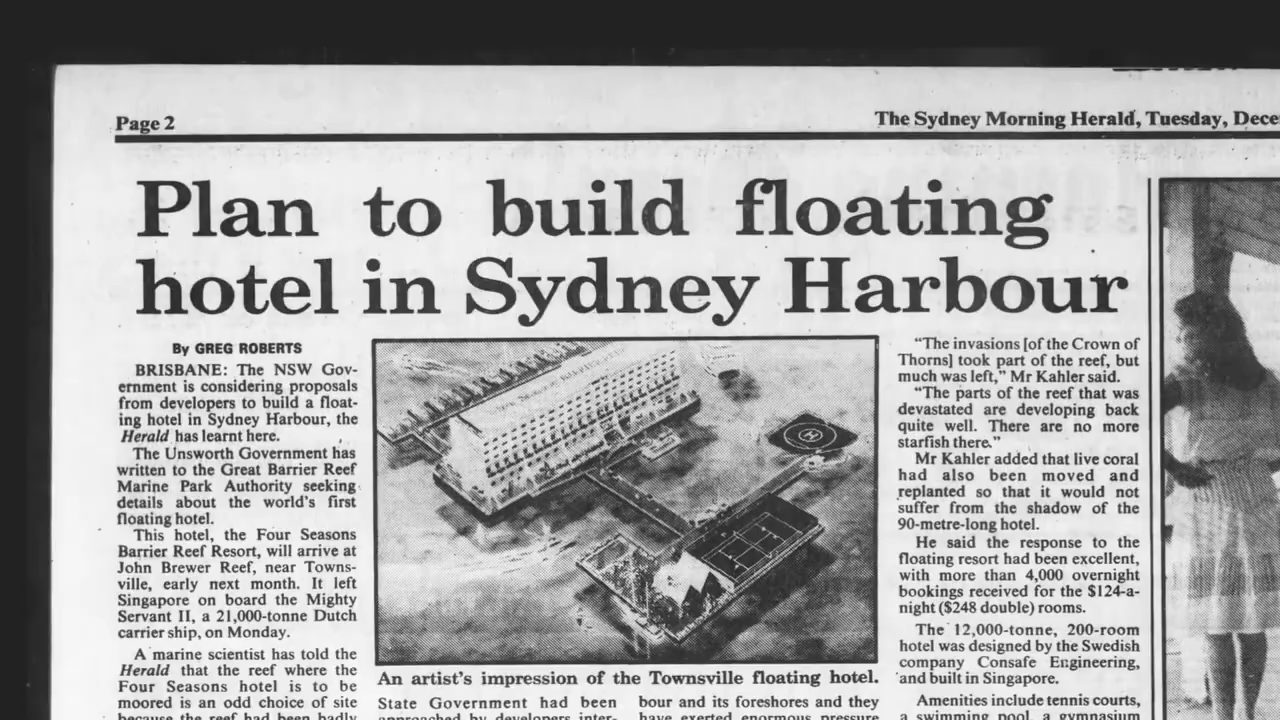 Page 2
The Sydney Morning Herald, Tuesday, Dece
Plan to build floating
hotel in Sydney Harbour
By GREG ROBERTS
BRISBANE: The NSW Gov-
ernment is considering proposals
from developers to build a float-
ing hotel in Sydney Harbour, the
Herald has learnt here.
The Unsworth Government has
written to the Great Barrier Reef
Marine Park Authority seeking
details about the world's first
floating hotel.
This hotel, the Four Seasons
Barrier Reef Resort, will arrive at
John Brewer Reef, near Towns-
ville, early next month. It left
Singapore on board the Mighty
Servant II, a 21,000-tonne Dutch
carrier ship, on Monday.
A marine scientist has told the
Herald that the reef where the
Four Seasons hotel is to be
moored is an odd choice of site
because the reef had been badly
H
An artist's impression of the Townsville floating hotel.
State Government had been
approached by developers inter-
bour and its foreshores and they
have exerted enormous pressure
"The invasions [of the Crown of
Thorns] took part of the reef, but
much was left," Mr Kahler said.
"The parts of the reef that was
devastated are developing back
quite well. There are no more
starfish there."
Mr Kahler added that live coral
had also been moved and
replanted so that it would not
suffer from the shadow of the
90-metre-long hotel.
He said the response to the
floating resort had been excellent,
with more than 4,000 overnight
bookings received for the $124-a-
night ($248 double) rooms.
The 12,000-tonne, 200-room
hotel was designed by the Swedish
company Consafe Engineering,
and built in Singapore.
Amenities include tennis courts,
a swimming pool, a gymnasium